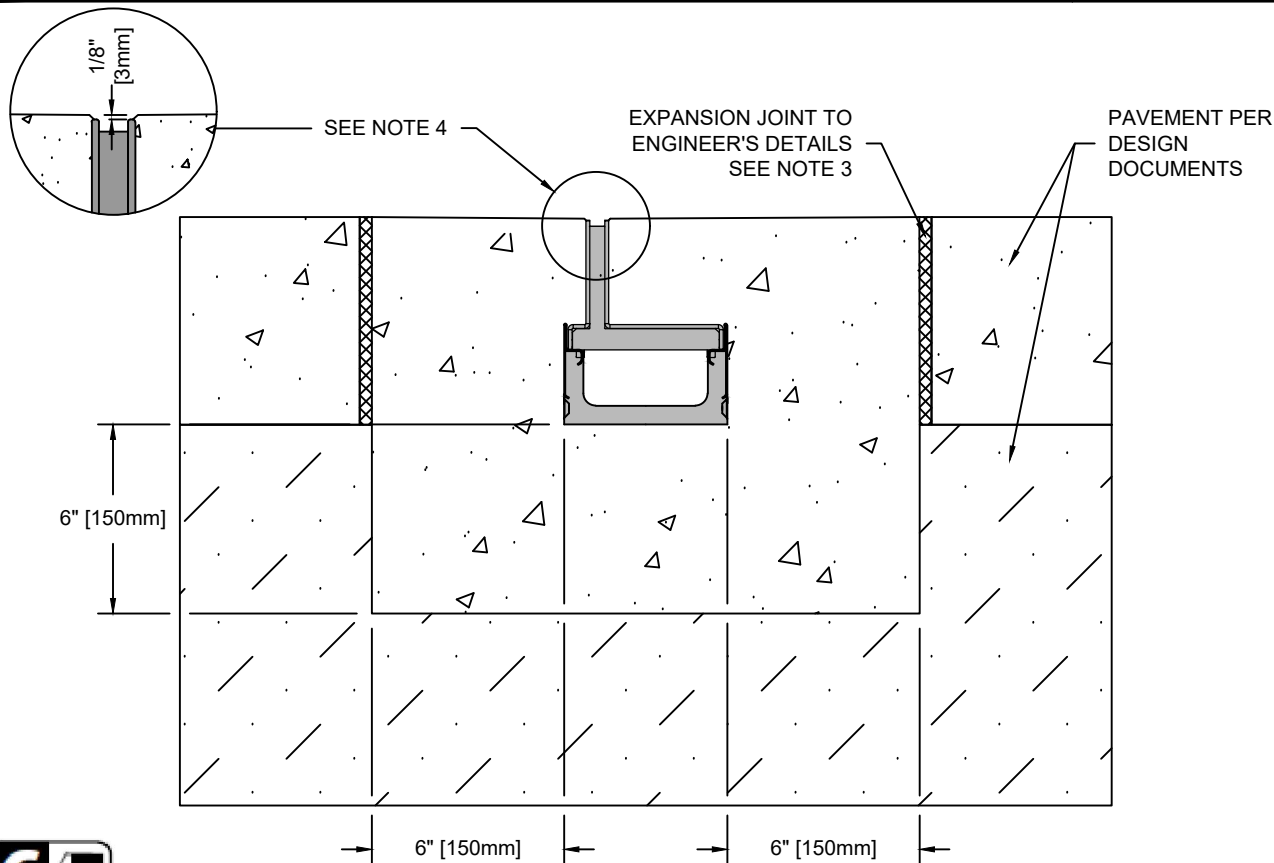 1/8"
[3mm]
SEE NOTE 4
EXPANSION JOINT TO
ENGINEER'S DETAILS
SEE NOTE 3
PAVEMENT PER
DESIGN
DOCUMENTS
6" [150mm]
6" [150mm]
6" [150mm]